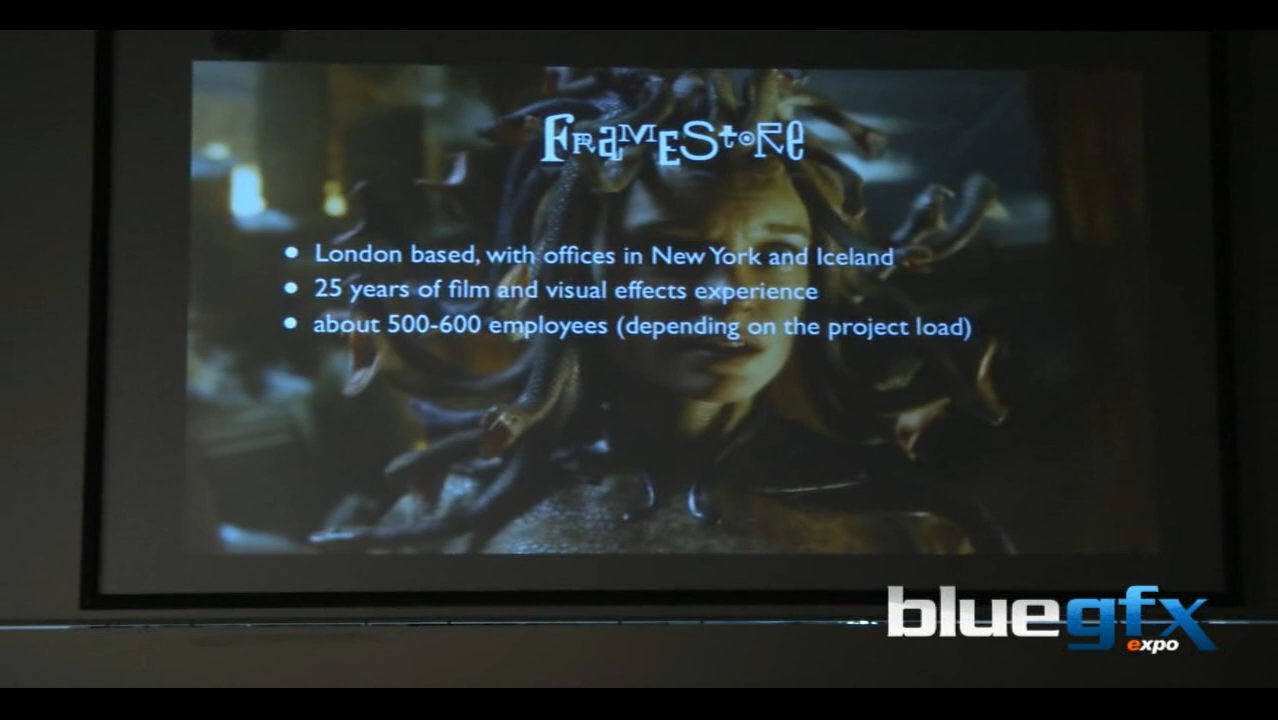 FRaMEStoRe
• London based, with offices in New York and Iceland
• 25 years of film and visual effects experience
• about 500-600 employees (depending on the project load)
bluegfx
expo